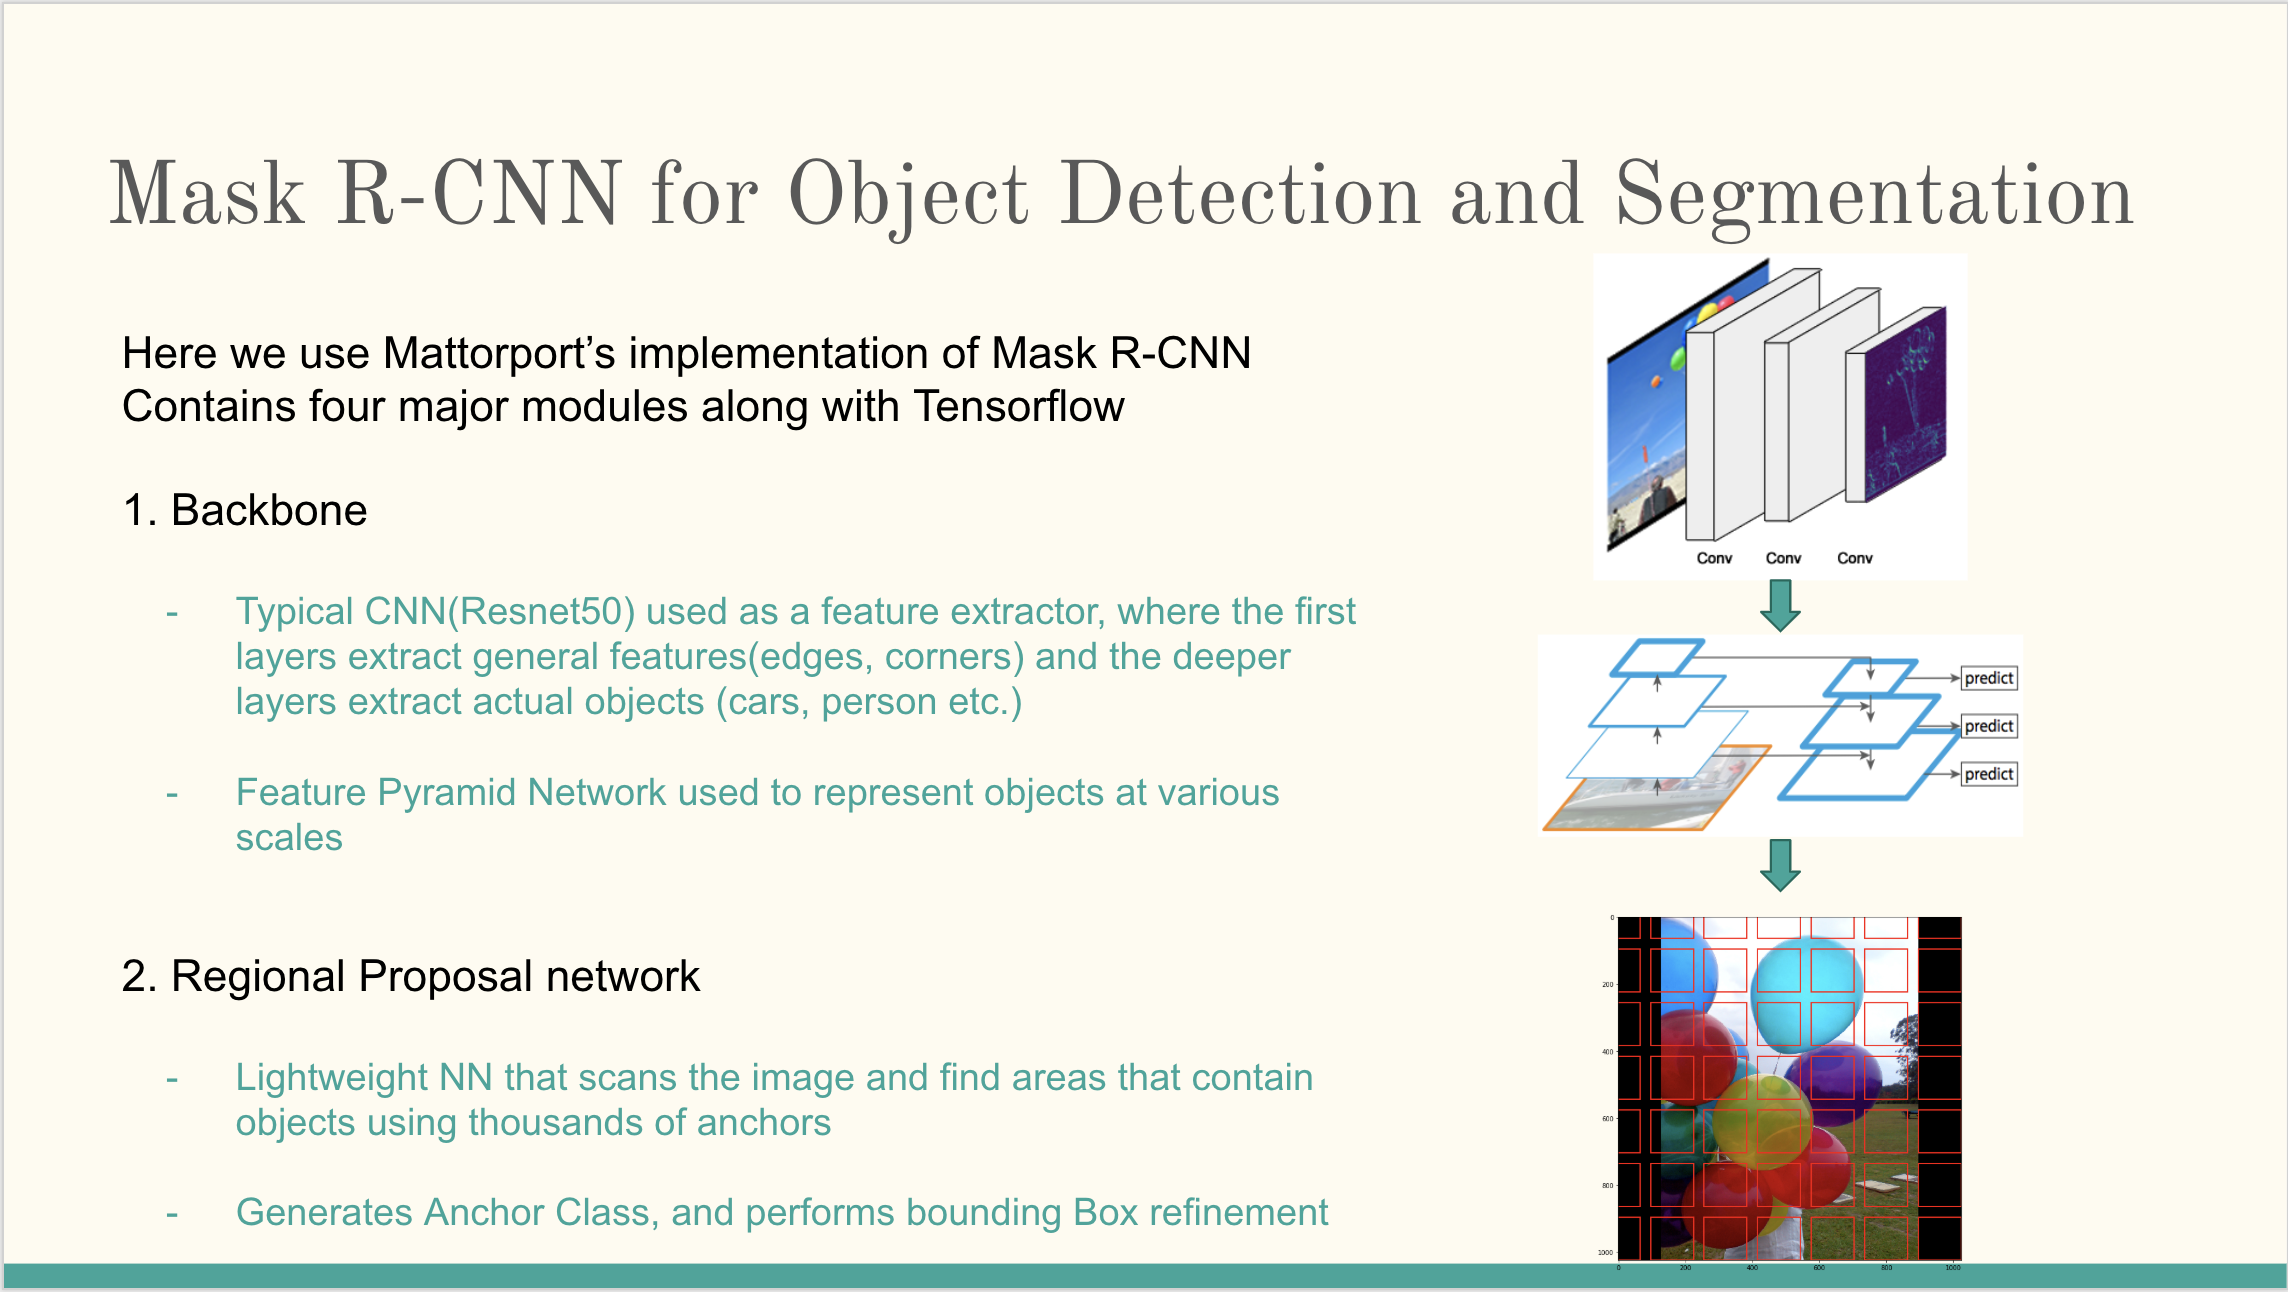 Mask R-CNN for Object Detection and Segmentation
Here we use Mattorport’s implementation of Mask R-CNN
Contains four major modules along with Tensorflow
1. Backbone
- Typical CNN(Resnet50) used as a feature extractor, where the first
layers extract general features(edges, corners) and the deeper
layers extract actual objects (cars, person etc.)
- Feature Pyramid Network used to represent objects at various
scales
2. Regional Proposal network
- Lightweight NN that scans the image and find areas that contain
objects using thousands of anchors
- Generates Anchor Class, and performs bounding Box refinement
Conv Conv Conv
predict
predict
predict
0
200
400
600
800
1000
0 200 400 600 800 1000